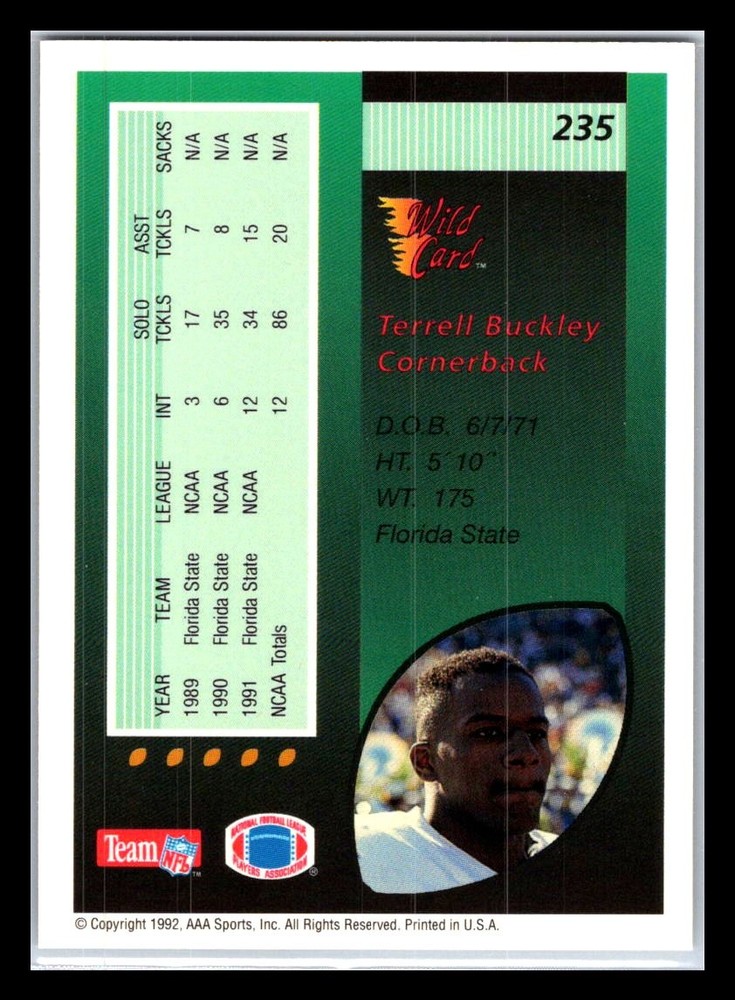 235
Wild
Card™
Terrell Buckley
Cornerback
D.O.B. 6/7/71
HT. 5´10˝
WT. 175
Florida State
YEAR TEAM LEAGUE INT SOLO TCKLS ASST TCKLS SACKS
1989 Florida State NCAA 3 17 7 N/A
1990 Florida State NCAA 6 35 8 N/A
1991 Florida State NCAA 12 34 15 N/A
NCAA Totals 12 86 20 N/A
Team NFL™
NATIONAL FOOTBALL LEAGUE
PLAYERS ASSOCIATION®
© Copyright 1992, AAA Sports, Inc. All Rights Reserved. Printed in U.S.A.